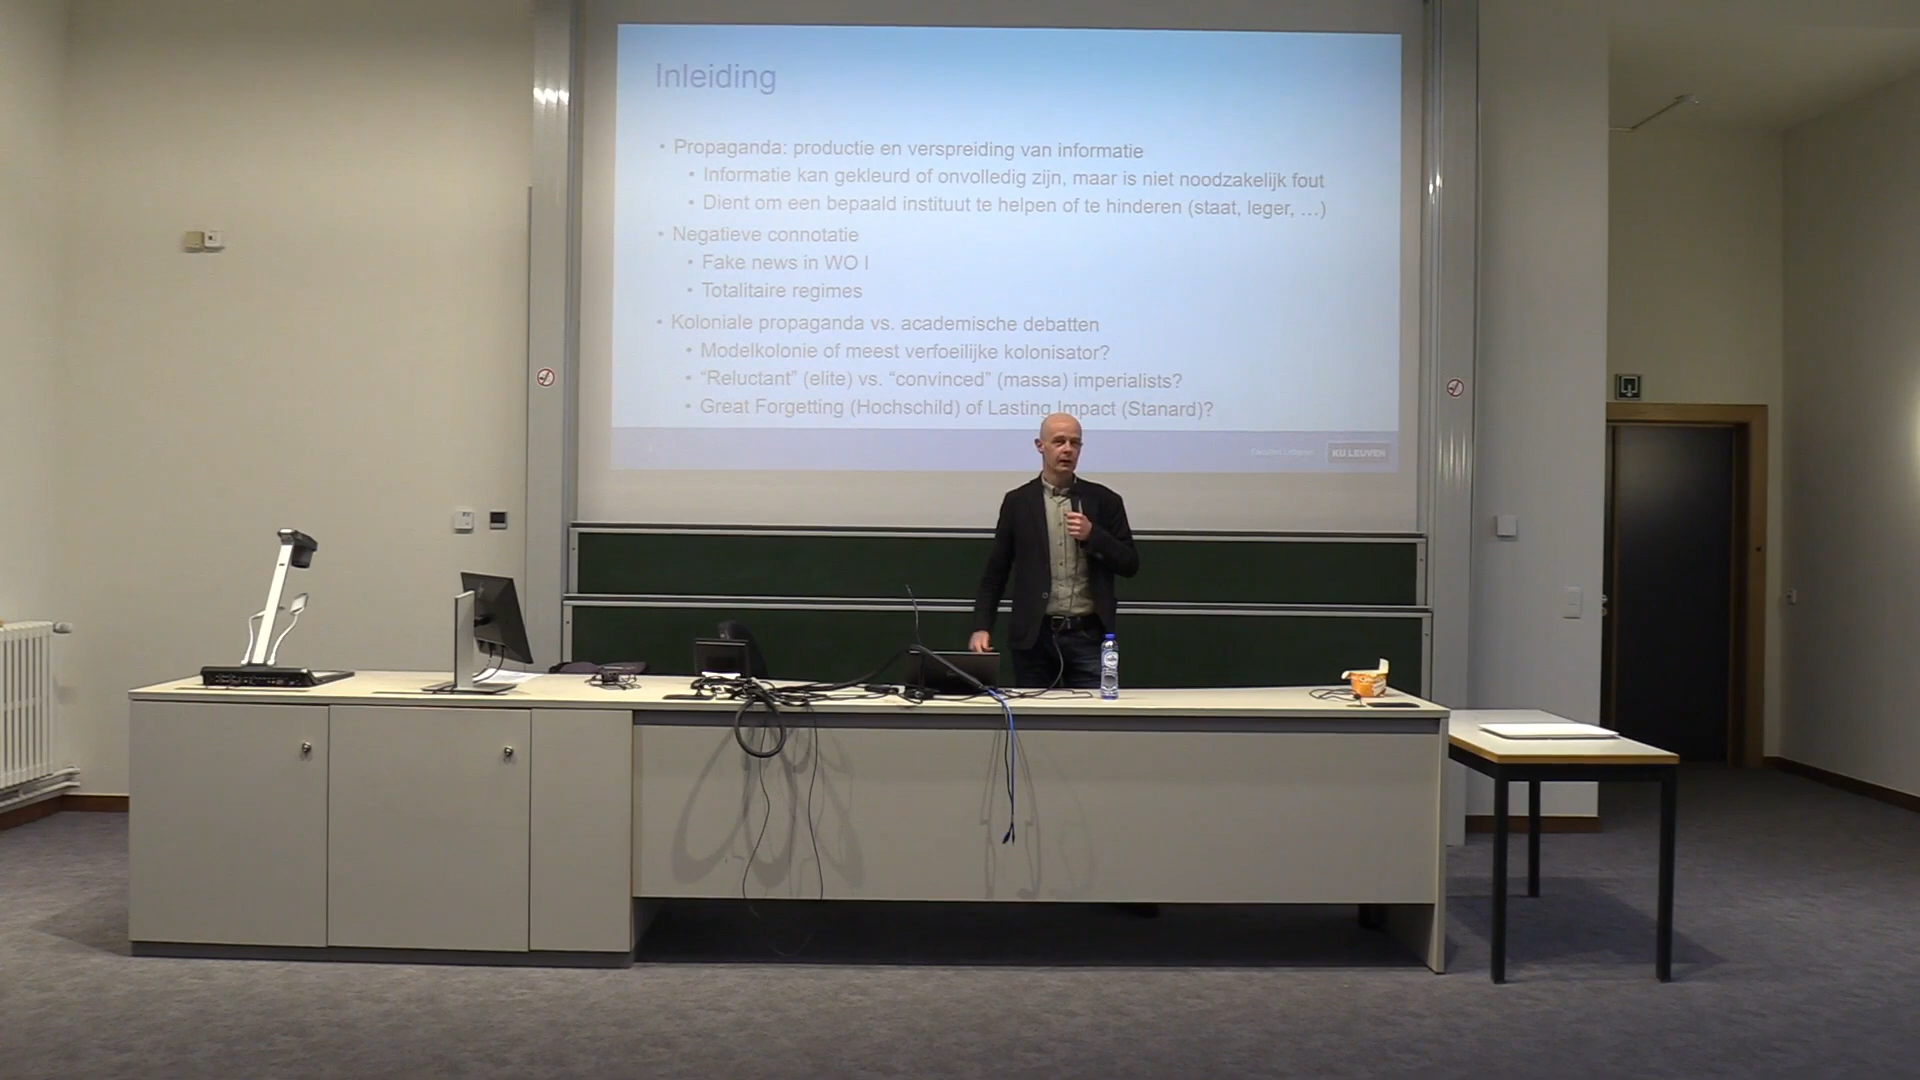 Inleiding
• Propaganda: productie en verspreiding van informatie
• Informatie kan gekleurd of onvolledig zijn, maar is niet noodzakelijk fout
• Dient om een bepaald instituut te helpen of te hinderen (staat, leger, …)
• Negatieve connotatie
• Fake news in WO I
• Totalitaire regimes
• Koloniale propaganda vs. academische debatten
• Modelkolonie of meest verfoeilijke kolonisator?
• “Reluctant” (elite) vs. “convinced” (massa) imperialists?
• Great Forgetting (Hochschild) of Lasting Impact (Stanard)?
KU LEUVEN